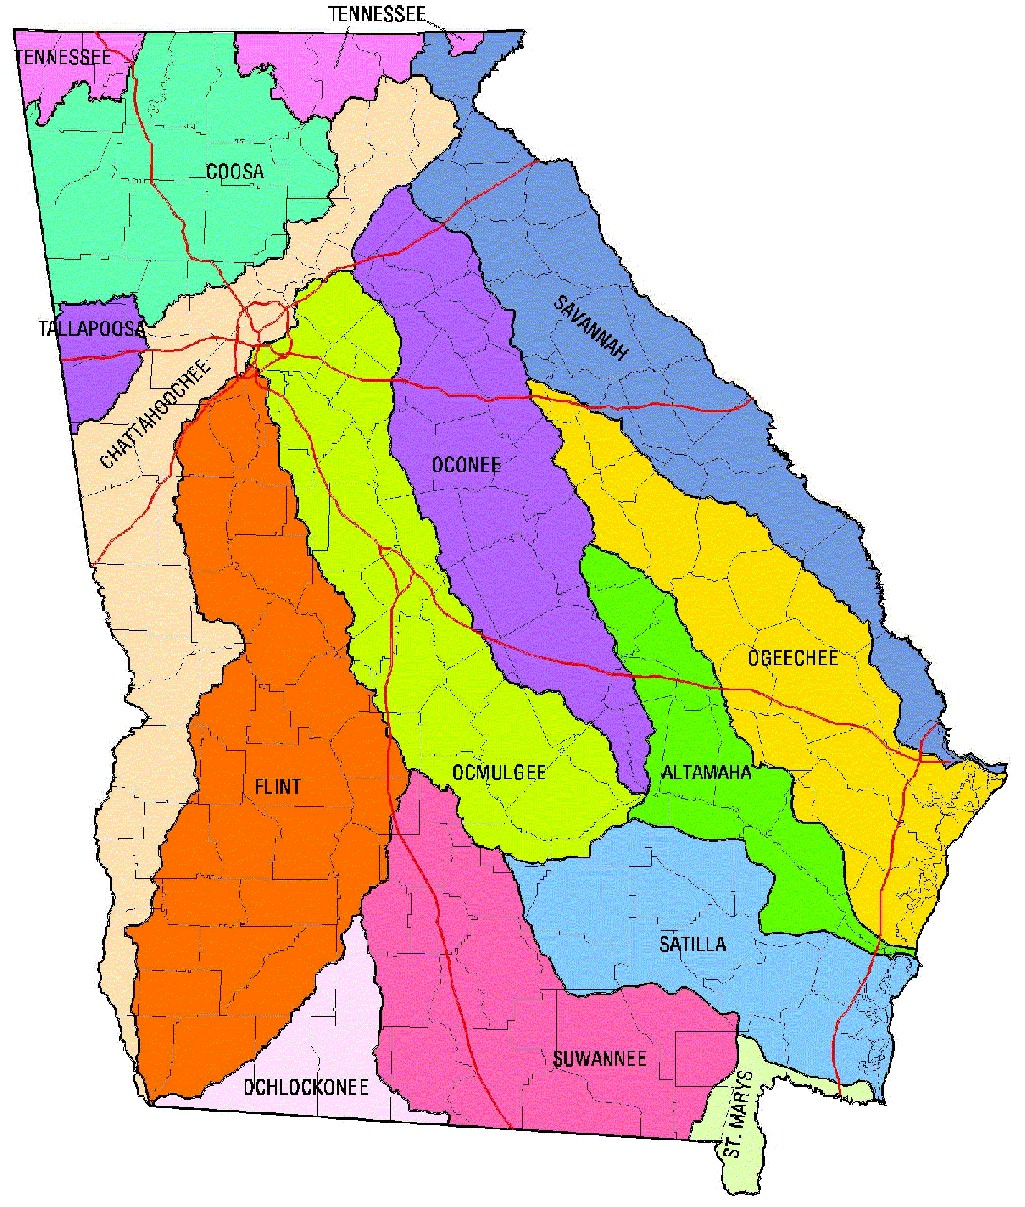 TENNESSEE
TENNESSEE
COOSA
TALLAPOOSA
SAVANNAH
CHATTAHOOCHEE
OCONEE
OGEECHEE
FLINT
OCMULGEE
ALTAMAHA
SATILLA
SUWANNEE
OCHLOCKONEE
ST. MARYS